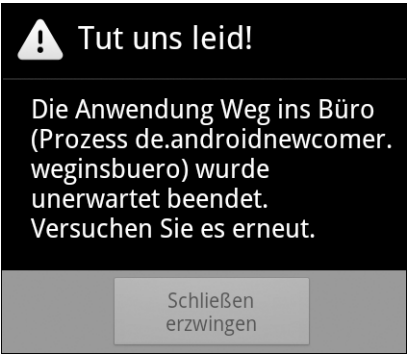 Tut uns leid!
Die Anwendung Weg ins Büro
(Prozess de.androidnewcomer.
weginsbuero) wurde
unerwartet beendet.
Versuchen Sie es erneut.
Schließen
erzwingen